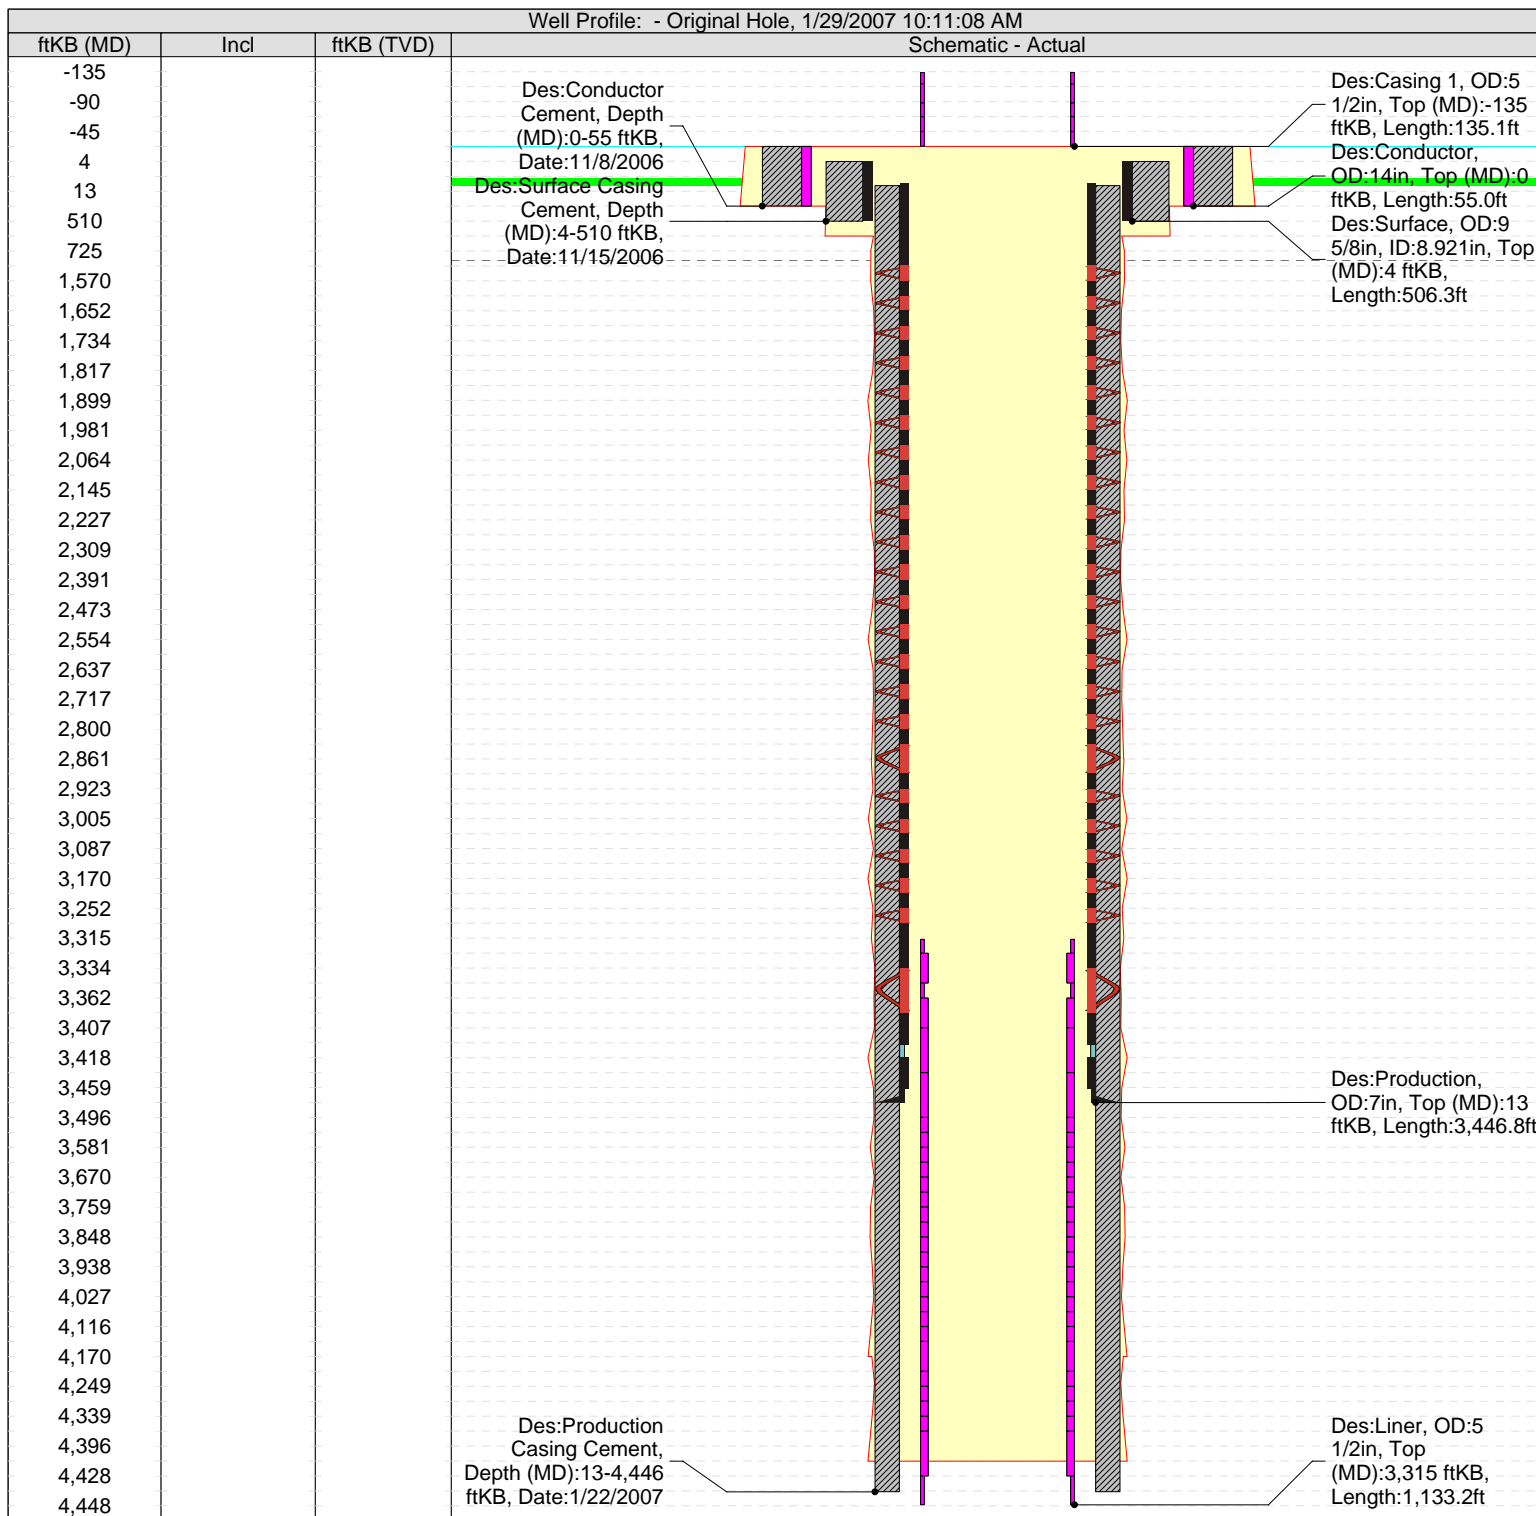 Well Profile: - Original Hole, 1/29/2007 10:11:08 AM
ftKB (MD) Incl ftKB (TVD) Schematic - Actual
-135
-90
-45
4
13
510
725
1,570
1,652
1,734
1,817
1,899
1,981
2,064
2,145
2,227
2,309
2,391
2,473
2,554
2,637
2,717
2,800
2,861
2,923
3,005
3,087
3,170
3,252
3,315
3,334
3,362
3,407
3,418
3,459
3,496
3,581
3,670
3,759
3,848
3,938
4,027
4,116
4,170
4,249
4,339
4,396
4,428
4,448
Des:Conductor
Cement, Depth
(MD):0-55 ftKB,
Date:11/8/2006
Des:Surface Casing
Cement, Depth
(MD):4-510 ftKB,
Date:11/15/2006
Des:Production
Casing Cement,
Depth (MD):13-4,446
ftKB, Date:1/22/2007
Des:Casing 1, OD:5
1/2in, Top (MD):-135
ftKB, Length:135.1ft
Des:Conductor,
OD:14in, Top (MD):0
ftKB, Length:55.0ft
Des:Surface, OD:9
5/8in, ID:8.921in, Top
(MD):4 ftKB,
Length:506.3ft
Des:Production,
OD:7in, Top (MD):13
ftKB, Length:3,446.8ft
Des:Liner, OD:5
1/2in, Top
(MD):3,315 ftKB,
Length:1,133.2ft